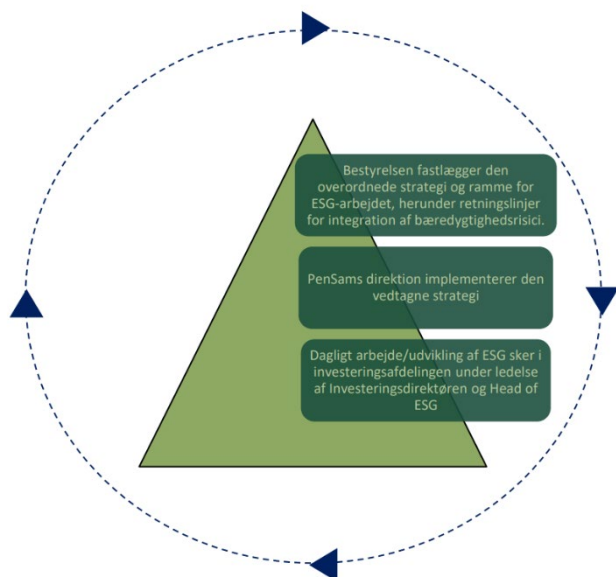 Bestyrelsen fastlægger den
overordnede strategi og ramme for
ESG-arbejdet, herunder retningslinjer
for integration af bæredygtighedsrisici.
PenSams direktion implementerer den
vedtagne strategi
Dagligt arbejde/udvikling af ESG sker i
investeringsafdelingen under ledelse
af Investeringsdirektøren og Head of
ESG